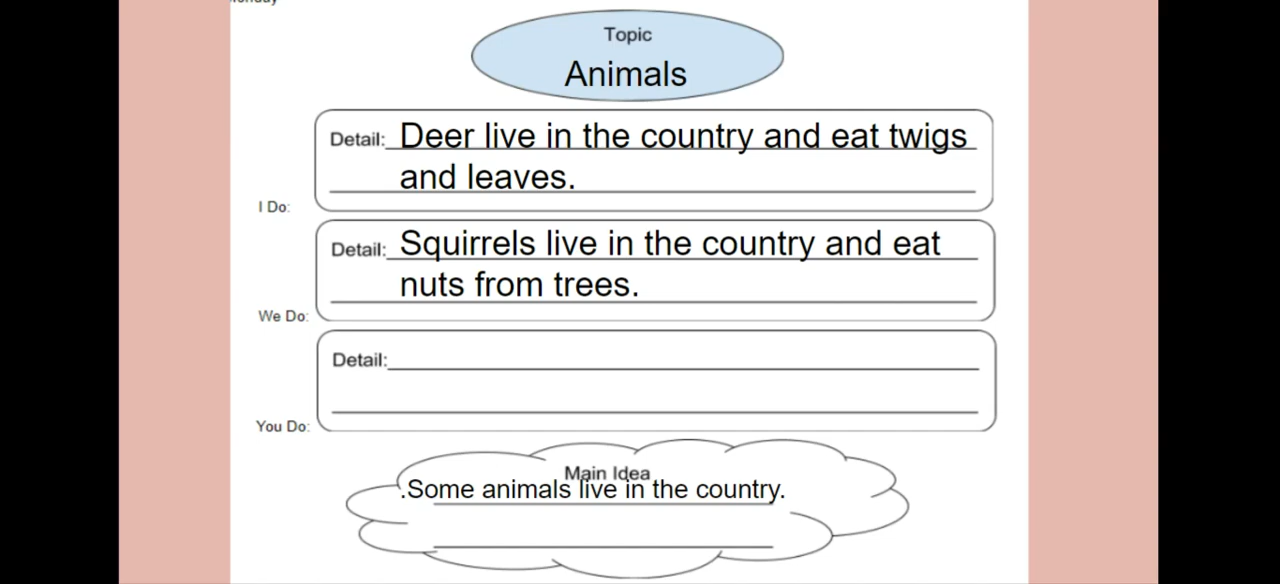 Topic
Animals
Detail: Deer live in the country and eat twigs
and leaves.
I Do:
Detail: Squirrels live in the country and eat
nuts from trees.
We Do:
Detail:
You Do:
Main Idea
.Some animals live in the country.